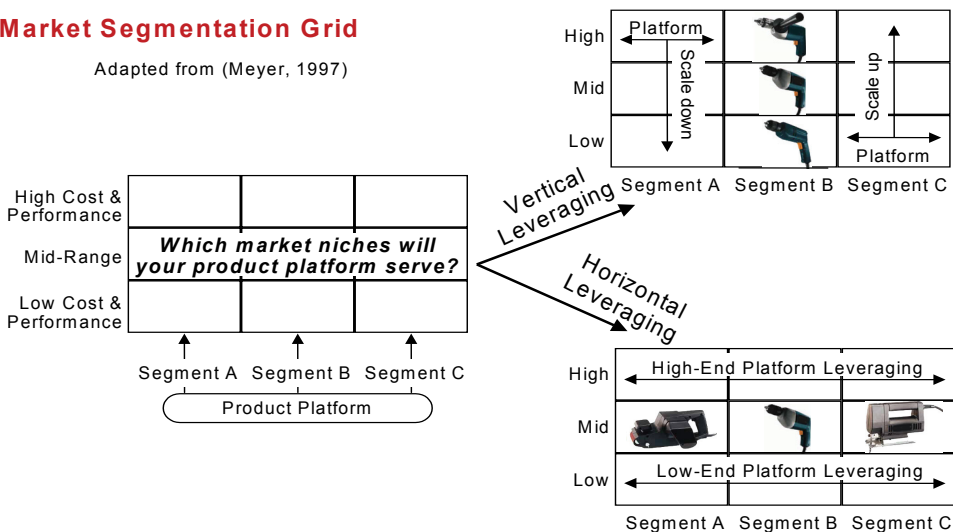 Market Segmentation Grid
Adapted from (Meyer, 1997)
High Cost &
Performance
Mid-Range
Low Cost &
Performance
Which market niches will
your product platform serve?
Segment A
Segment B
Segment C
Product Platform
Vertical
Leveraging
Horizontal
Leveraging
High
Mid
Low
Platform
Scale down
Scale up
Platform
Segment A
Segment B
Segment C
High
Mid
Low
High-End Platform Leveraging
Low-End Platform Leveraging
Segment A
Segment B
Segment C